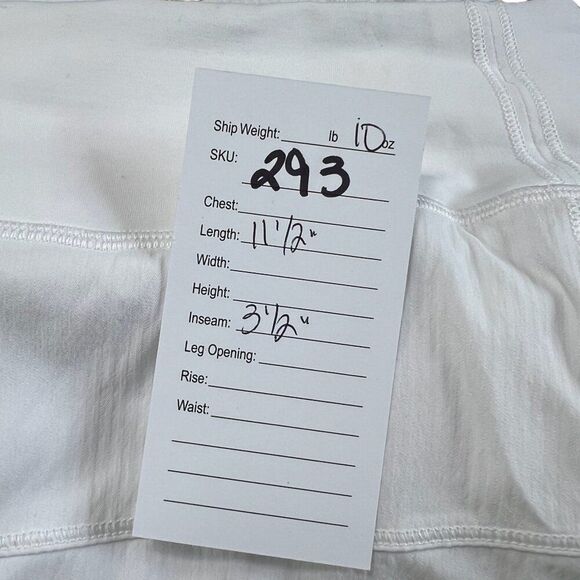 Ship Weight: lb 10 oz
SKU: 293
Chest:
Length: 11 1/2"
Width:
Height:
Inseam: 3 1/2"
Leg Opening:
Rise:
Waist: